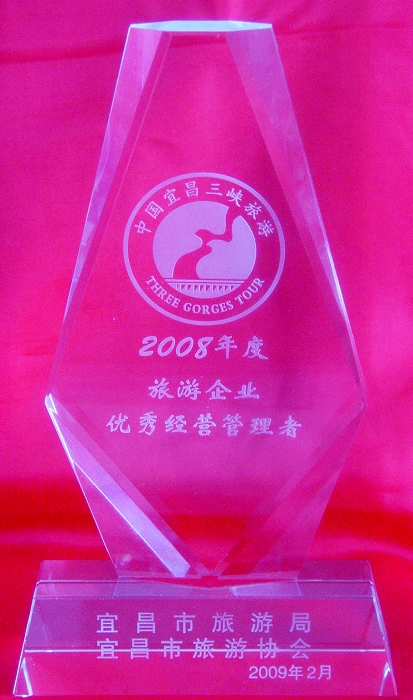 中国宜昌三峡旅游
THREE GORGES TOUR
2008年度
旅游企业
优秀经营管理者
宜昌市旅游局
宜昌市旅游协会
2009年2月